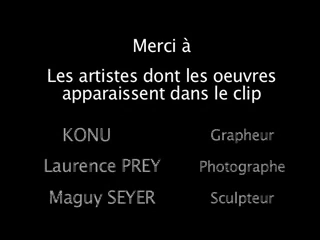 Merci à
Les artistes dont les oeuvres
apparaissent dans le clip
KONU Grapheur
Laurence PREY Photographe
Maguy SEYER Sculpteur